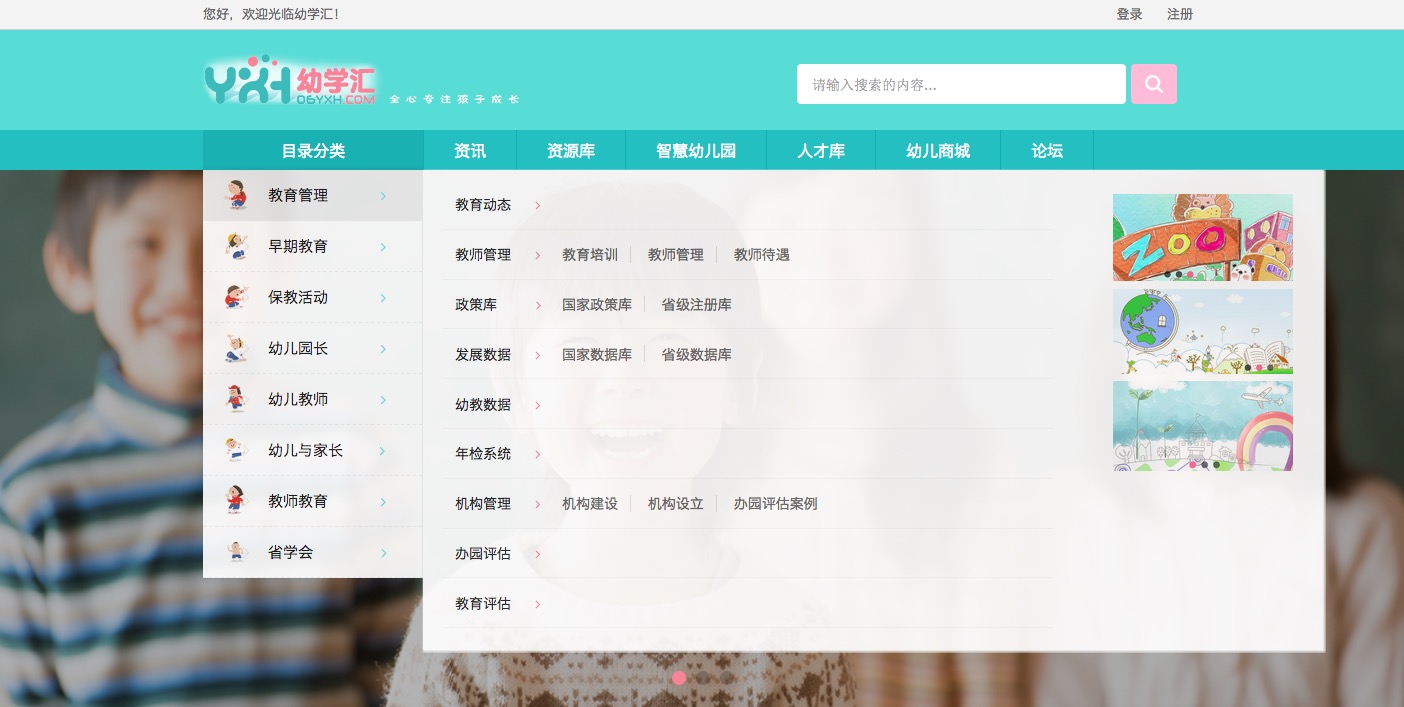 您好，欢迎光临幼学汇！ 登录 注册
YXH 幼学汇
06YXH.COM 全心专注孩子成长
请输入搜索的内容...
目录分类 资讯 资源库 智慧幼儿园 人才库 幼儿商城 论坛
教育管理
早期教育
保教活动
幼儿园长
幼儿教师
幼儿与家长
教师教育
省学会
教育动态
教师管理 教育培训 教师管理 教师待遇
政策库 国家政策库 省级注册库
发展数据 国家数据库 省级数据库
幼教数据
年检系统
机构管理 机构建设 机构设立 办园评估案例
办园评估
教育评估
ZOO